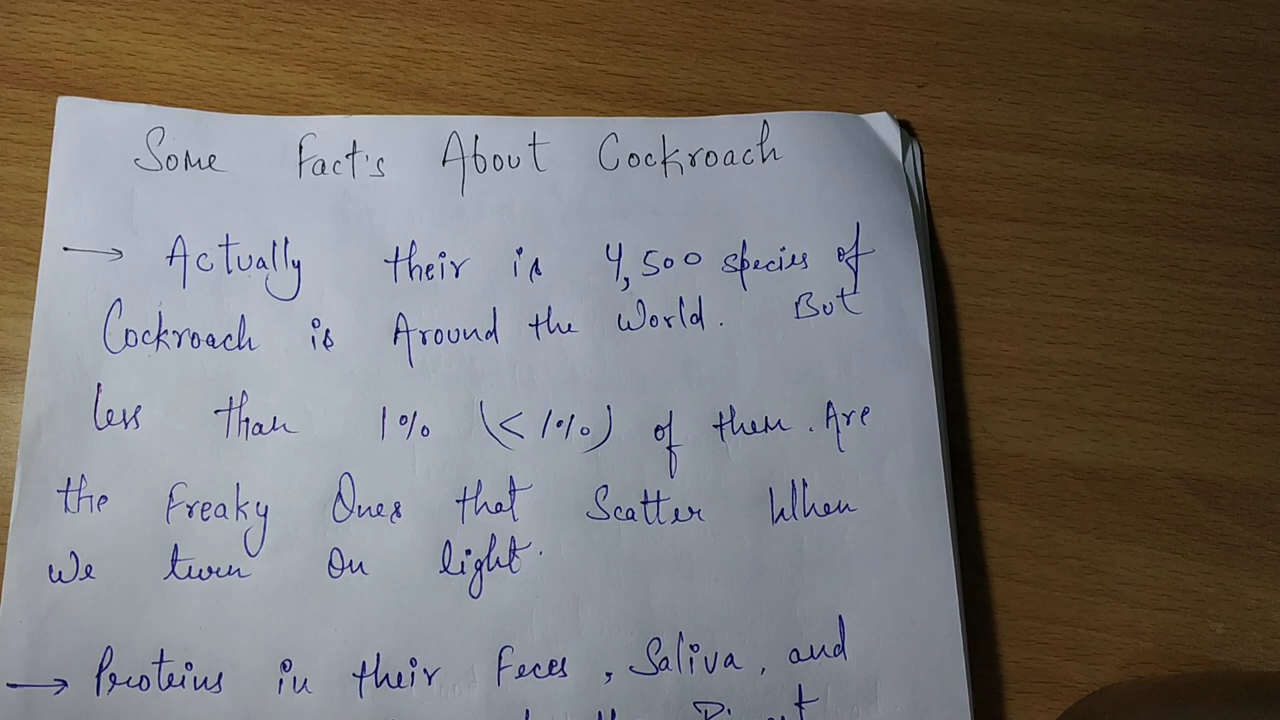 Some Fact's About Cockroach
→ Actually their is 4,500 species of
Cockroach is Around the World. But
less than 1% (<1%) of them. Are
the Freaky Ones that Scatter When
We turn On light.
→ Proteins in their Feces, Saliva, and